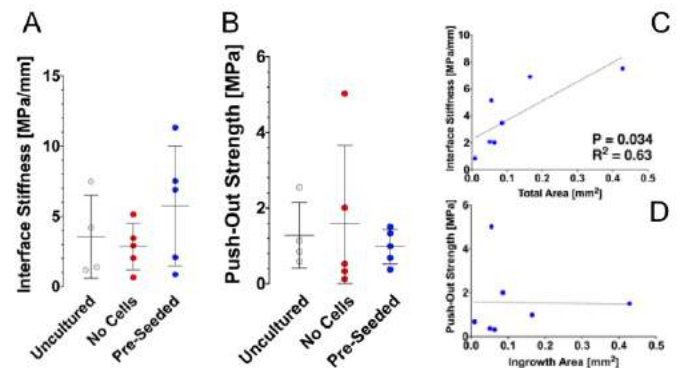 A
Interface Stiffness [MPa/mm]
15
10
5
0
Uncultured
No Cells
Pre-Seeded
B
Push-Out Strength [MPa]
6
4
2
0
Uncultured
No Cells
Pre-Seeded
C
Interface Stiffness [MPa/mm]
10
8
6
4
2
0
P = 0.034
R² = 0.63
0.0 0.1 0.2 0.3 0.4 0.5
Total Area [mm²]
D
Push-Out Strength [MPa]
6
4
2
0
0.0 0.1 0.2 0.3 0.4 0.5
Ingrowth Area [mm²]